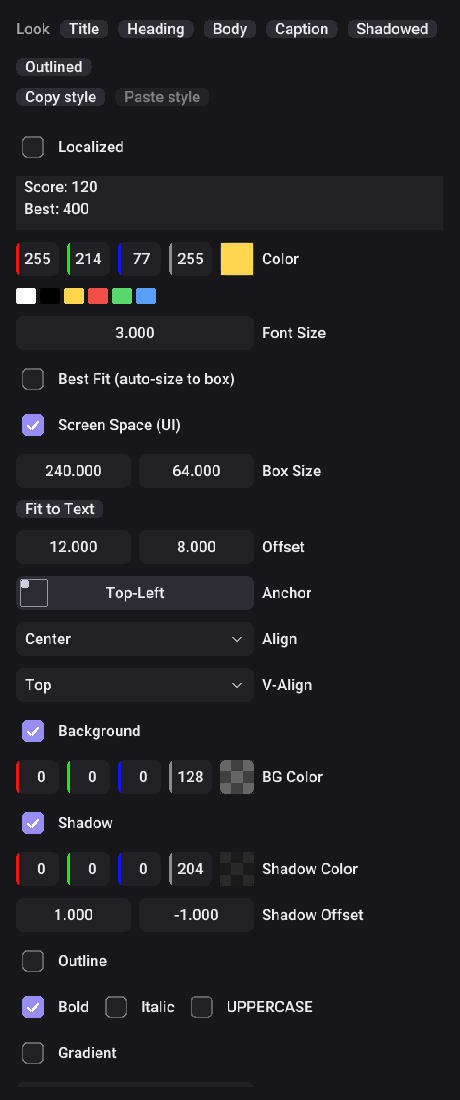 Look Title Heading Body Caption Shadowed
Outlined
Copy style Paste style
Localized
Score: 120
Best: 400
255 214 77 255 Color
3.000 Font Size
Best Fit (auto-size to box)
Screen Space (UI)
240.000 64.000 Box Size
Fit to Text
12.000 8.000 Offset
Top-Left Anchor
Center Align
Top V-Align
Background
0 0 0 128 BG Color
Shadow
0 0 0 204 Shadow Color
1.000 -1.000 Shadow Offset
Outline
Bold Italic UPPERCASE
Gradient